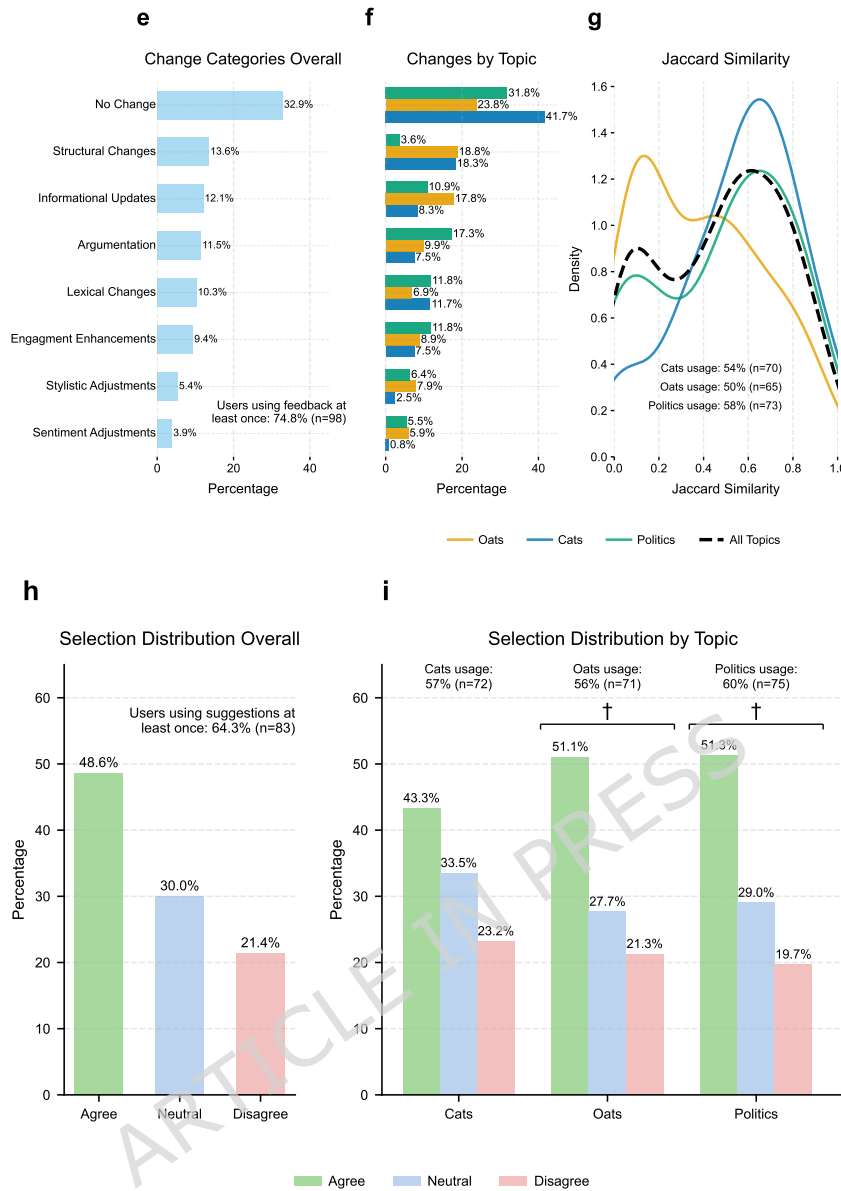 e
Change Categories Overall
No Change
32.9%
Structural Changes
13.6%
Informational Updates
12.1%
Argumentation
11.5%
Lexical Changes
10.3%
Engagment Enhancements
9.4%
Stylistic Adjustments
5.4%
Users using feedback at
least once: 74.8% (n=98)
Sentiment Adjustments
3.9%
0 20 40
Percentage
f
Changes by Topic
31.8%
23.8%
41.7%
3.6%
18.8%
18.3%
10.9%
17.8%
8.3%
17.3%
9.9%
7.5%
11.8%
6.9%
11.7%
11.8%
8.9%
7.5%
6.4%
7.9%
2.5%
5.5%
5.9%
0.8%
0 20 40
Percentage
g
Jaccard Similarity
1.6
1.4
1.2
1.0
0.8
0.6
0.4
0.2
0.0
Density
Cats usage: 54% (n=70)
Oats usage: 50% (n=65)
Politics usage: 58% (n=73)
0.0 0.2 0.4 0.6 0.8 1.0
Jaccard Similarity
Oats Cats Politics All Topics
h
Selection Distribution Overall
60
50
40
30
20
10
0
Percentage
Users using suggestions at
least once: 64.3% (n=83)
48.6%
30.0%
21.4%
Agree Neutral Disagree
i
Selection Distribution by Topic
Cats usage:
57% (n=72)
Oats usage:
56% (n=71)
Politics usage:
60% (n=75)
† †
60
50
40
30
20
10
0
Percentage
43.3%
33.5%
23.2%
51.1%
27.7%
21.3%
51.3%
29.0%
19.7%
Cats Oats Politics
Agree Neutral Disagree
ARTICLE IN PRESS